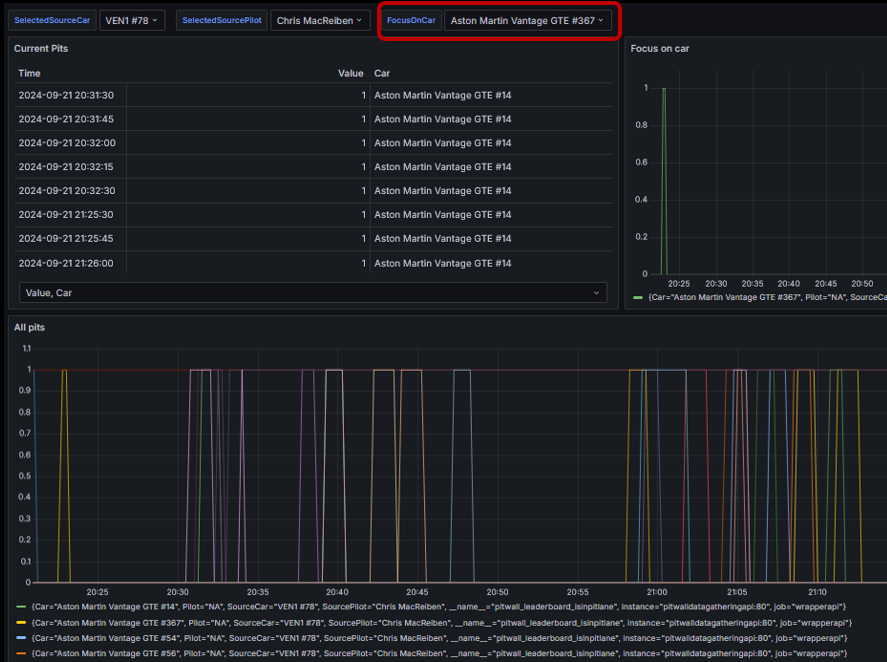 SelectedSourceCar VEN1 #78 SelectedSourcePilot Chris MacReiben FocusOnCar Aston Martin Vantage GTE #367
Current Pits
Time Value Car
2024-09-21 20:31:30 1 Aston Martin Vantage GTE #14
2024-09-21 20:31:45 1 Aston Martin Vantage GTE #14
2024-09-21 20:32:00 1 Aston Martin Vantage GTE #14
2024-09-21 20:32:15 1 Aston Martin Vantage GTE #14
2024-09-21 20:32:30 1 Aston Martin Vantage GTE #14
2024-09-21 21:25:30 1 Aston Martin Vantage GTE #14
2024-09-21 21:25:45 1 Aston Martin Vantage GTE #14
2024-09-21 21:26:00 1 Aston Martin Vantage GTE #14
Value, Car
Focus on car
1
0.8
0.6
0.4
0.2
0
20:25 20:30 20:35 20:40 20:45 20:50
{Car="Aston Martin Vantage GTE #367", Pilot="NA", SourceCa
All pits
1.1
1
0.9
0.8
0.7
0.6
0.5
0.4
0.3
0.2
0.1
0
20:25 20:30 20:35 20:40 20:45 20:50 20:55 21:00 21:05 21:10
{Car="Aston Martin Vantage GTE #14", Pilot="NA", SourceCar="VEN1 #78", SourcePilot="Chris MacReiben", __name__="pitwall_leaderboard_isinpitlane", instance="pitwalldatagatheringapi:80", job="wrapperapi"}
{Car="Aston Martin Vantage GTE #367", Pilot="NA", SourceCar="VEN1 #78", SourcePilot="Chris MacReiben", __name__="pitwall_leaderboard_isinpitlane", instance="pitwalldatagatheringapi:80", job="wrapperapi"}
{Car="Aston Martin Vantage GTE #54", Pilot="NA", SourceCar="VEN1 #78", SourcePilot="Chris MacReiben", __name__="pitwall_leaderboard_isinpitlane", instance="pitwalldatagatheringapi:80", job="wrapperapi"}
{Car="Aston Martin Vantage GTE #56", Pilot="NA", SourceCar="VEN1 #78", SourcePilot="Chris MacReiben", __name__="pitwall_leaderboard_isinpitlane", instance="pitwalldatagatheringapi:80", job="wrapperapi"}